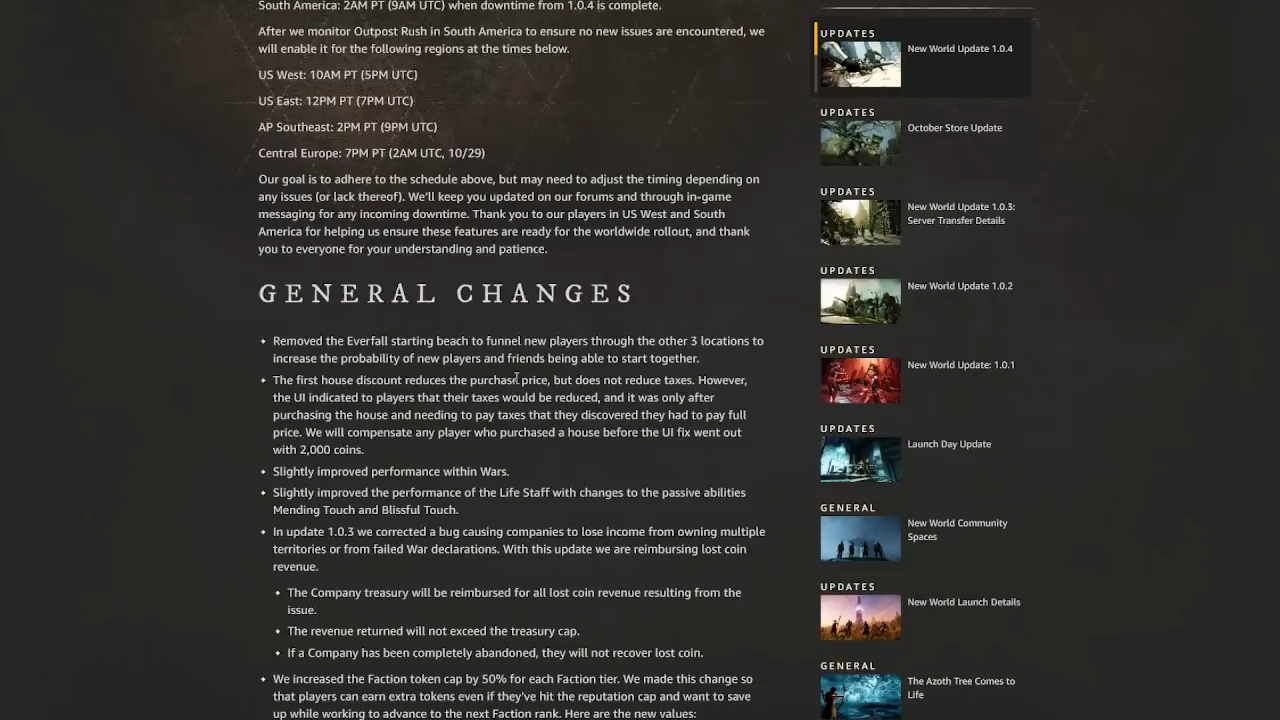 South America: 2AM PT (9AM UTC) when downtime from 1.0.4 is complete.
After we monitor Outpost Rush in South America to ensure no new issues are encountered, we
will enable it for the following regions at the times below.
US West: 10AM PT (5PM UTC)
US East: 12PM PT (7PM UTC)
AP Southeast: 2PM PT (9PM UTC)
Central Europe: 7PM PT (2AM UTC, 10/29)
Our goal is to adhere to the schedule above, but may need to adjust the timing depending on
any issues (or lack thereof). We'll keep you updated on our forums and through in-game
messaging for any incoming downtime. Thank you to our players in US West and South
America for helping us ensure these features are ready for the worldwide rollout, and thank
you to everyone for your understanding and patience.
GENERAL CHANGES
• Removed the Everfall starting beach to funnel new players through the other 3 locations to
increase the probability of new players and friends being able to start together.
• The first house discount reduces the purchase price, but does not reduce taxes. However,
the UI indicated to players that their taxes would be reduced, and it was only after
purchasing the house and needing to pay taxes that they discovered they had to pay full
price. We will compensate any player who purchased a house before the UI fix went out
with 2,000 coins.
• Slightly improved performance within Wars.
• Slightly improved the performance of the Life Staff with changes to the passive abilities
Mending Touch and Blissful Touch.
• In update 1.0.3 we corrected a bug causing companies to lose income from owning multiple
territories or from failed War declarations. With this update we are reimbursing lost coin
revenue.
• The Company treasury will be reimbursed for all lost coin revenue resulting from the
issue.
• The revenue returned will not exceed the treasury cap.
• If a Company has been completely abandoned, they will not recover lost coin.
• We increased the Faction token cap by 50% for each Faction tier. We made this change so
that players can earn extra tokens even if they've hit the reputation cap and want to save
up while working to advance to the next Faction rank. Here are the new values:
UPDATES
New World Update 1.0.4
UPDATES
October Store Update
UPDATES
New World Update 1.0.3:
Server Transfer Details
UPDATES
New World Update 1.0.2
UPDATES
New World Update: 1.0.1
UPDATES
Launch Day Update
GENERAL
New World Community
Spaces
UPDATES
New World Launch Details
GENERAL
The Azoth Tree Comes to
Life